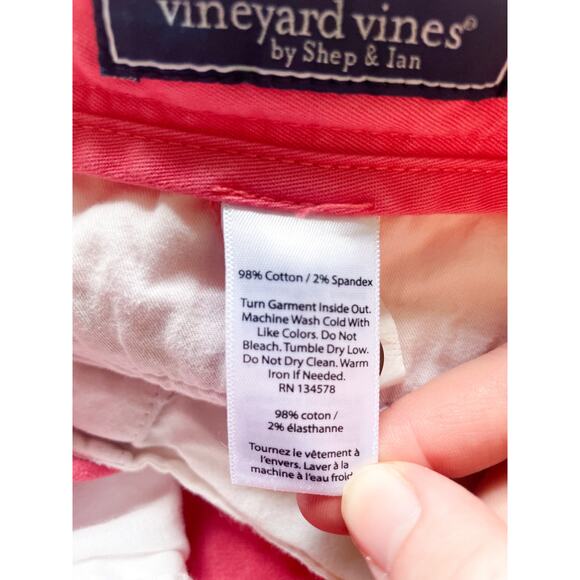 vineyard vines®
by Shep & Ian
98% Cotton / 2% Spandex
Turn Garment Inside Out.
Machine Wash Cold With
Like Colors. Do Not
Bleach. Tumble Dry Low.
Do Not Dry Clean. Warm
Iron If Needed.
RN 134578
98% coton /
2% élasthanne
Tournez le vêtement à
l'envers. Laver à la
machine à l'eau froide